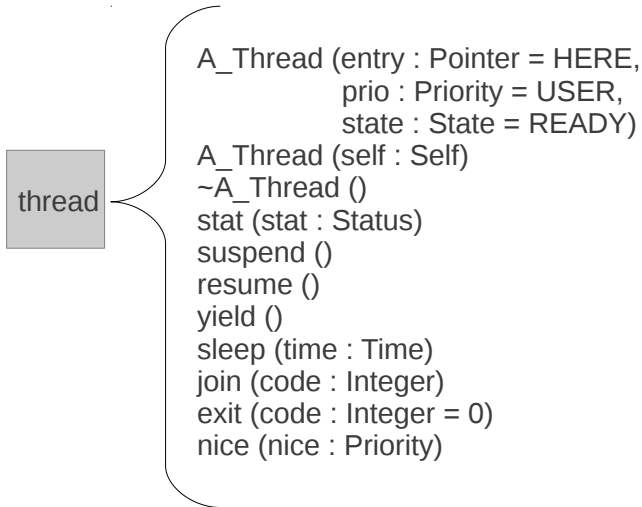 thread
A_Thread (entry : Pointer = HERE,
prio : Priority = USER,
state : State = READY)
A_Thread (self : Self)
~A_Thread ()
stat (stat : Status)
suspend ()
resume ()
yield ()
sleep (time : Time)
join (code : Integer)
exit (code : Integer = 0)
nice (nice : Priority)